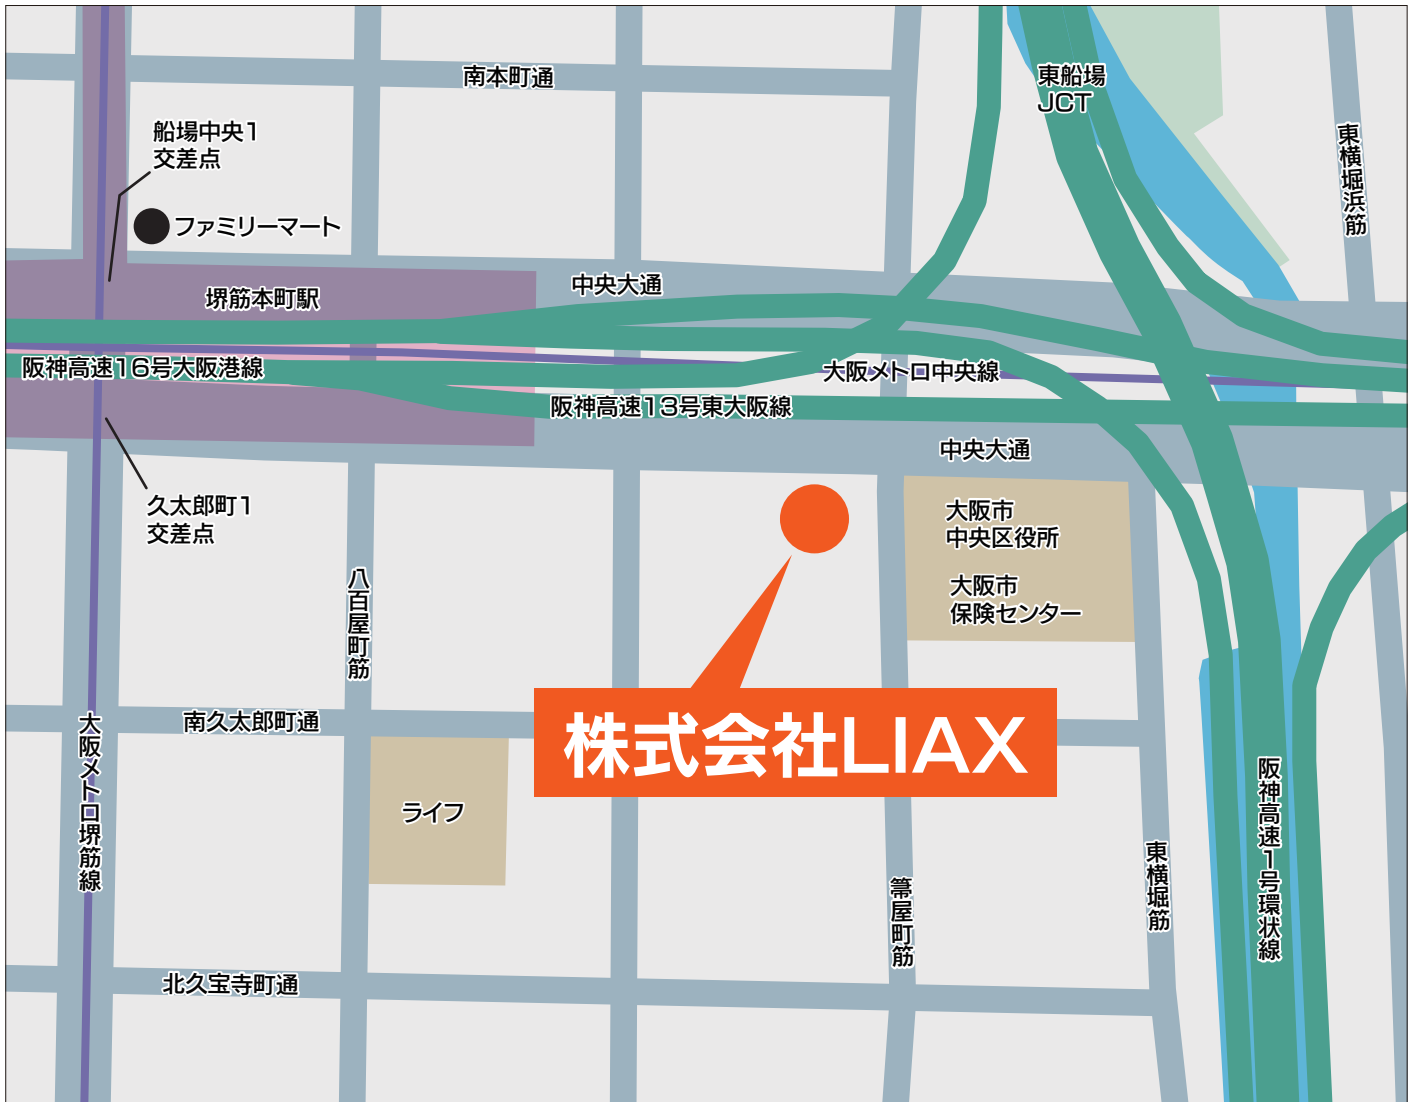 南本町通
東船場
JCT
船場中央1
交差点
東横堀浜筋
ファミリーマート
堺筋本町駅
中央大通
阪神高速16号大阪港線
大阪メトロ中央線
阪神高速13号東大阪線
中央大通
久太郎町1
交差点
大阪市
中央区役所
大阪市
保険センター
八百屋町筋
南久太郎町通
大阪メトロ堺筋線
株式会社LIAX
ライフ
阪神高速1号環状線
東横堀筋
箒屋町筋
北久宝寺町通